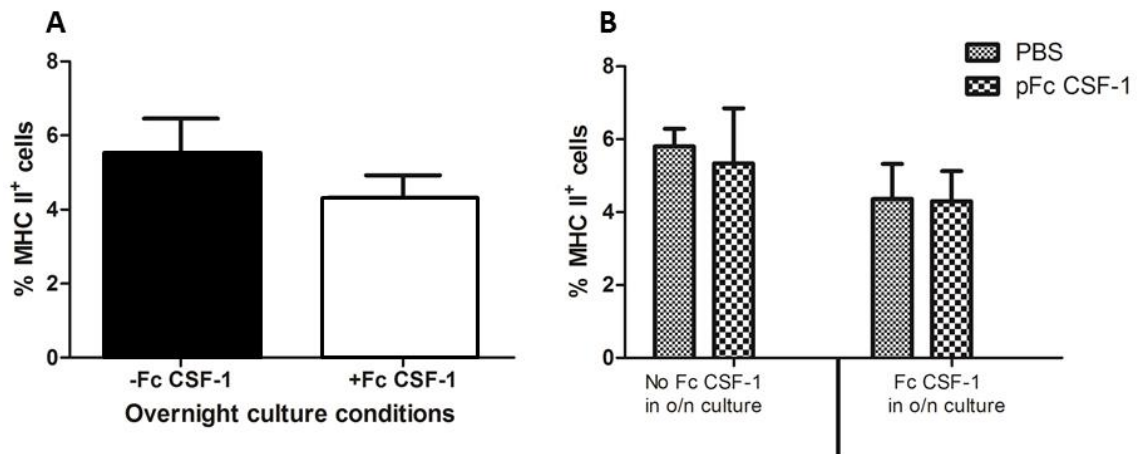 A
% MHC II⁺ cells
8
6
4
2
0
-Fc CSF-1
+Fc CSF-1
Overnight culture conditions
B
PBS
pFc CSF-1
% MHC II⁺ cells
8
6
4
2
0
No Fc CSF-1
in o/n culture
Fc CSF-1
in o/n culture